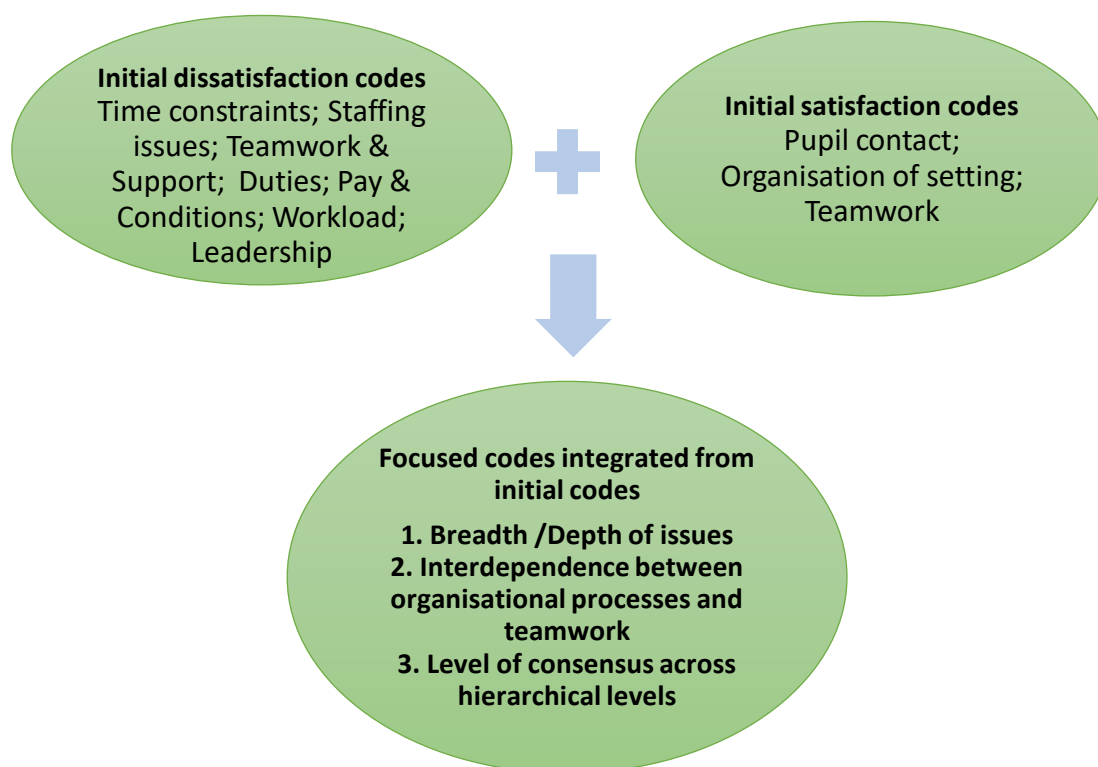 Initial dissatisfaction codes
Time constraints; Staffing
issues; Teamwork &
Support; Duties; Pay &
Conditions; Workload;
Leadership
Initial satisfaction codes
Pupil contact;
Organisation of setting;
Teamwork
Focused codes integrated from
initial codes
1. Breadth /Depth of issues
2. Interdependence between
organisational processes and
teamwork
3. Level of consensus across
hierarchical levels